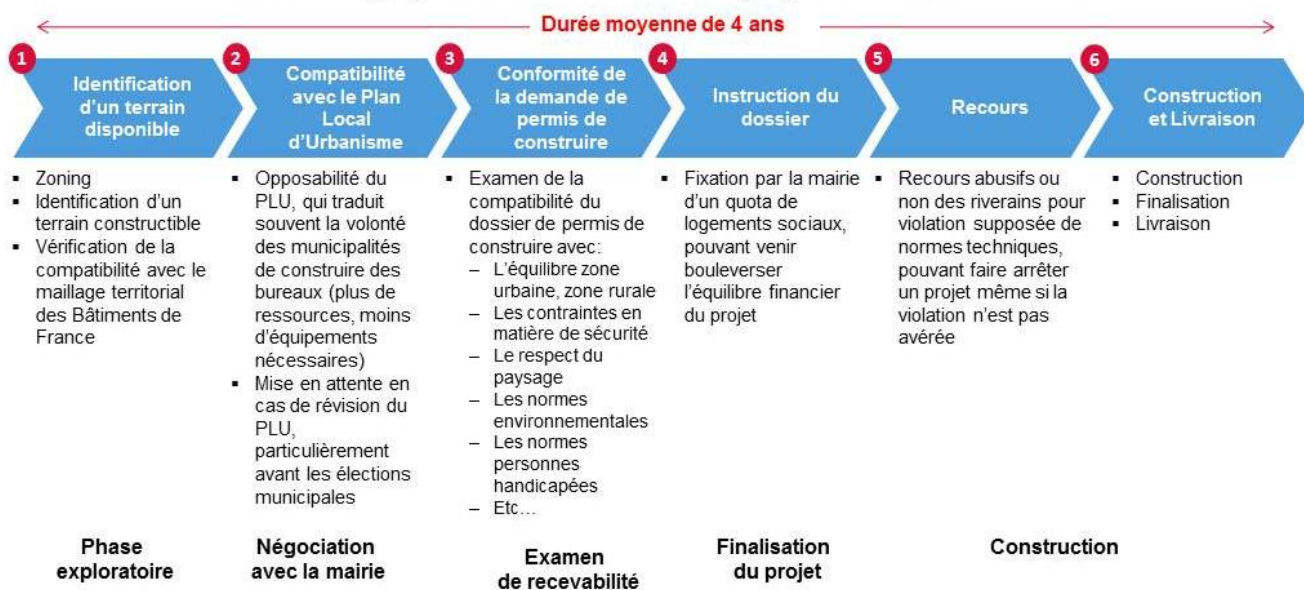 Durée moyenne de 4 ans
1
Identification
d'un terrain
disponible
2
Compatibilité
avec le Plan
Local
d'Urbanisme
3
Conformité de
la demande de
permis de
construire
4
Instruction du
dossier
5
Recours
6
Construction
et Livraison
▪ Zoning
▪ Identification d'un
terrain constructible
▪ Vérification de la
compatibilité avec le
maillage territorial
des Bâtiments de
France
▪ Opposabilité du
PLU, qui traduit
souvent la volonté
des municipalités
de construire des
bureaux (plus de
ressources, moins
d'équipements
nécessaires)
▪ Mise en attente en
cas de révision du
PLU,
particulièrement
avant les élections
municipales
▪ Examen de la
compatibilité du
dossier de permis de
construire avec:
– L'équilibre zone
urbaine, zone rurale
– Les contraintes en
matière de sécurité
– Le respect du
paysage
– Les normes
environnementales
– Les normes
personnes
handicapées
– Etc…
▪ Fixation par la mairie
d'un quota de
logements sociaux,
pouvant venir
bouleverser
l'équilibre financier
du projet
▪ Recours abusifs ou
non des riverains pour
violation supposée de
normes techniques,
pouvant faire arrêter
un projet même si la
violation n'est pas
avérée
▪ Construction
▪ Finalisation
▪ Livraison
Phase
exploratoire
Négociation
avec la mairie
Examen
de recevabilité
Finalisation
du projet
Construction